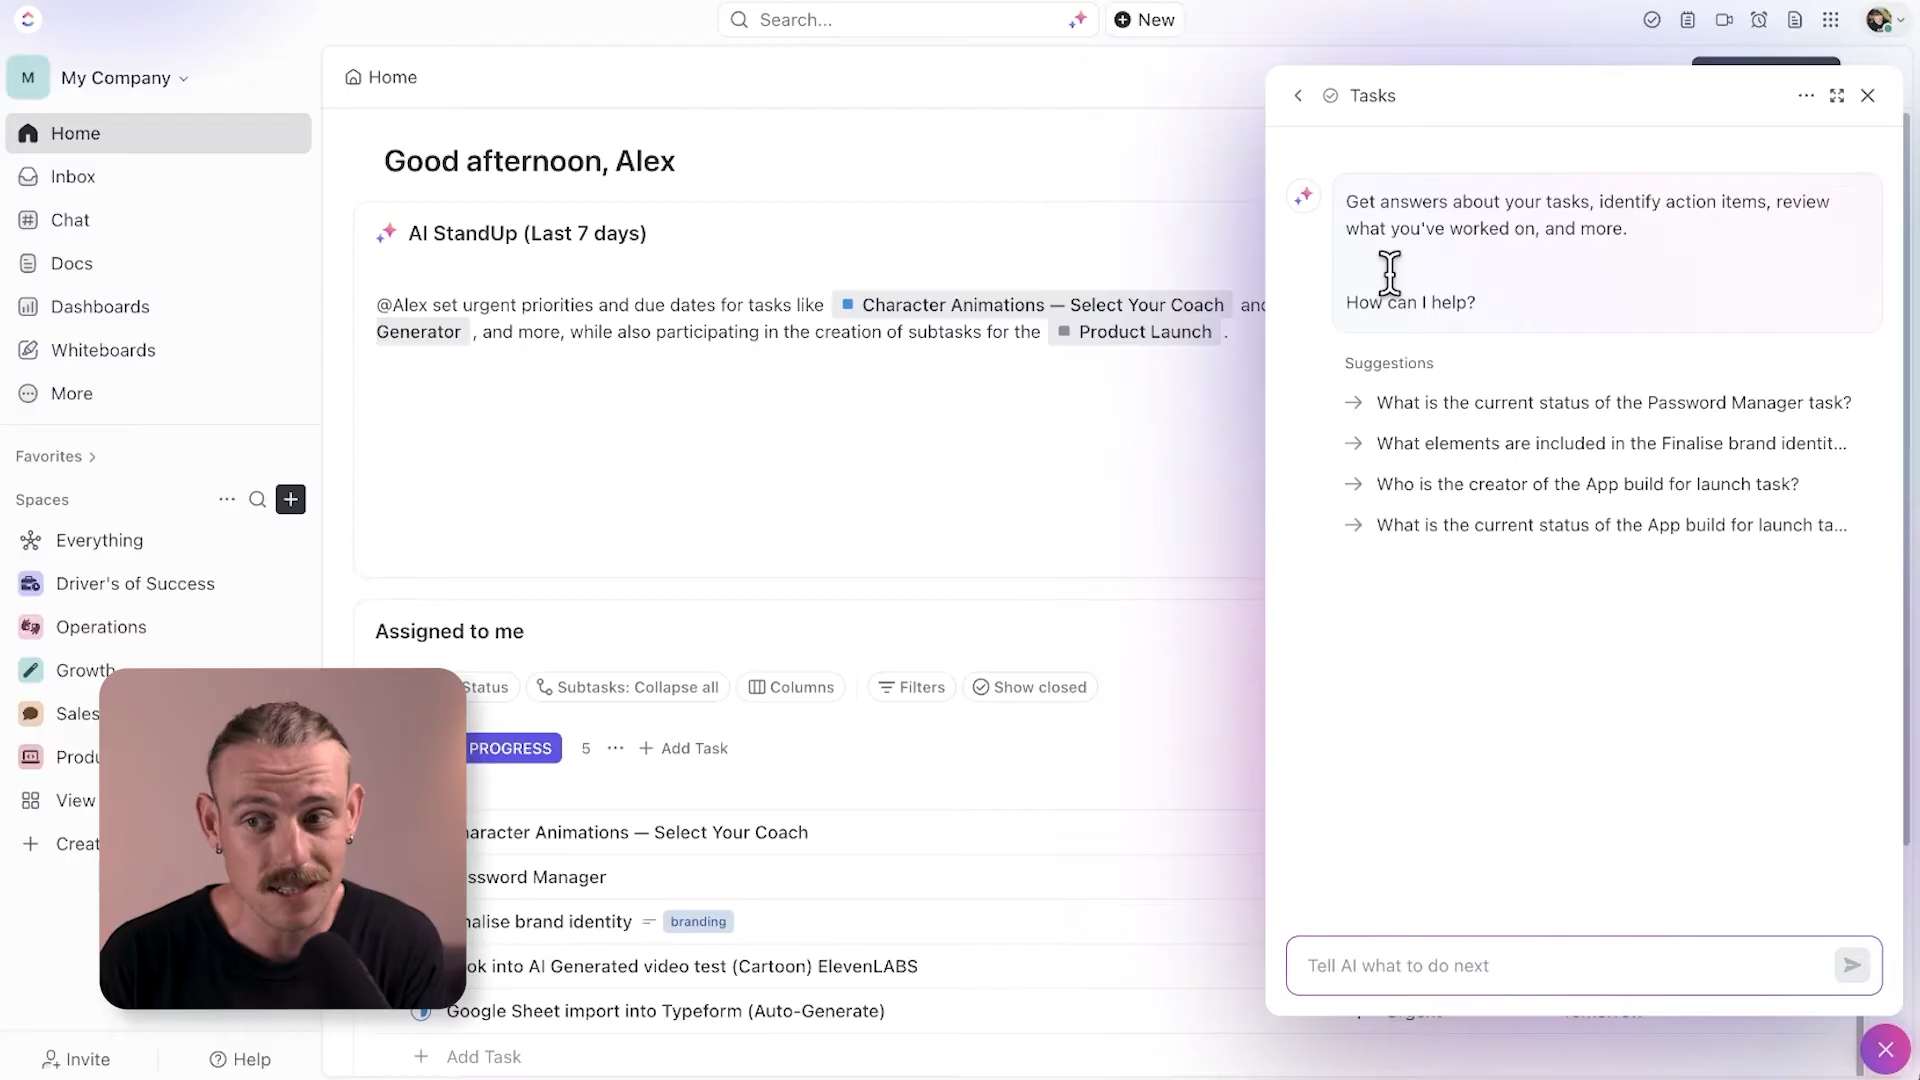 Search...
New
M
My Company
Home
Inbox
Chat
Docs
Dashboards
Whiteboards
More
Favorites
Spaces
Everything
Driver's of Success
Operations
Growth
Sales
Produ
View
Creat
Invite
Help
Home
Good afternoon, Alex
AI StandUp (Last 7 days)
@Alex set urgent priorities and due dates for tasks like Character Animations — Select Your Coach and
Generator , and more, while also participating in the creation of subtasks for the Product Launch .
Assigned to me
Status
Subtasks: Collapse all
Columns
Filters
Show closed
PROGRESS
5
Add Task
haracter Animations — Select Your Coach
ssword Manager
nalise brand identity branding
ok into AI Generated video test (Cartoon) ElevenLABS
Google Sheet import into Typeform (Auto-Generate)
Add Task
Tasks
Get answers about your tasks, identify action items, review
what you've worked on, and more.
How can I help?
Suggestions
What is the current status of the Password Manager task?
What elements are included in the Finalise brand identit...
Who is the creator of the App build for launch task?
What is the current status of the App build for launch ta...
Tell AI what to do next